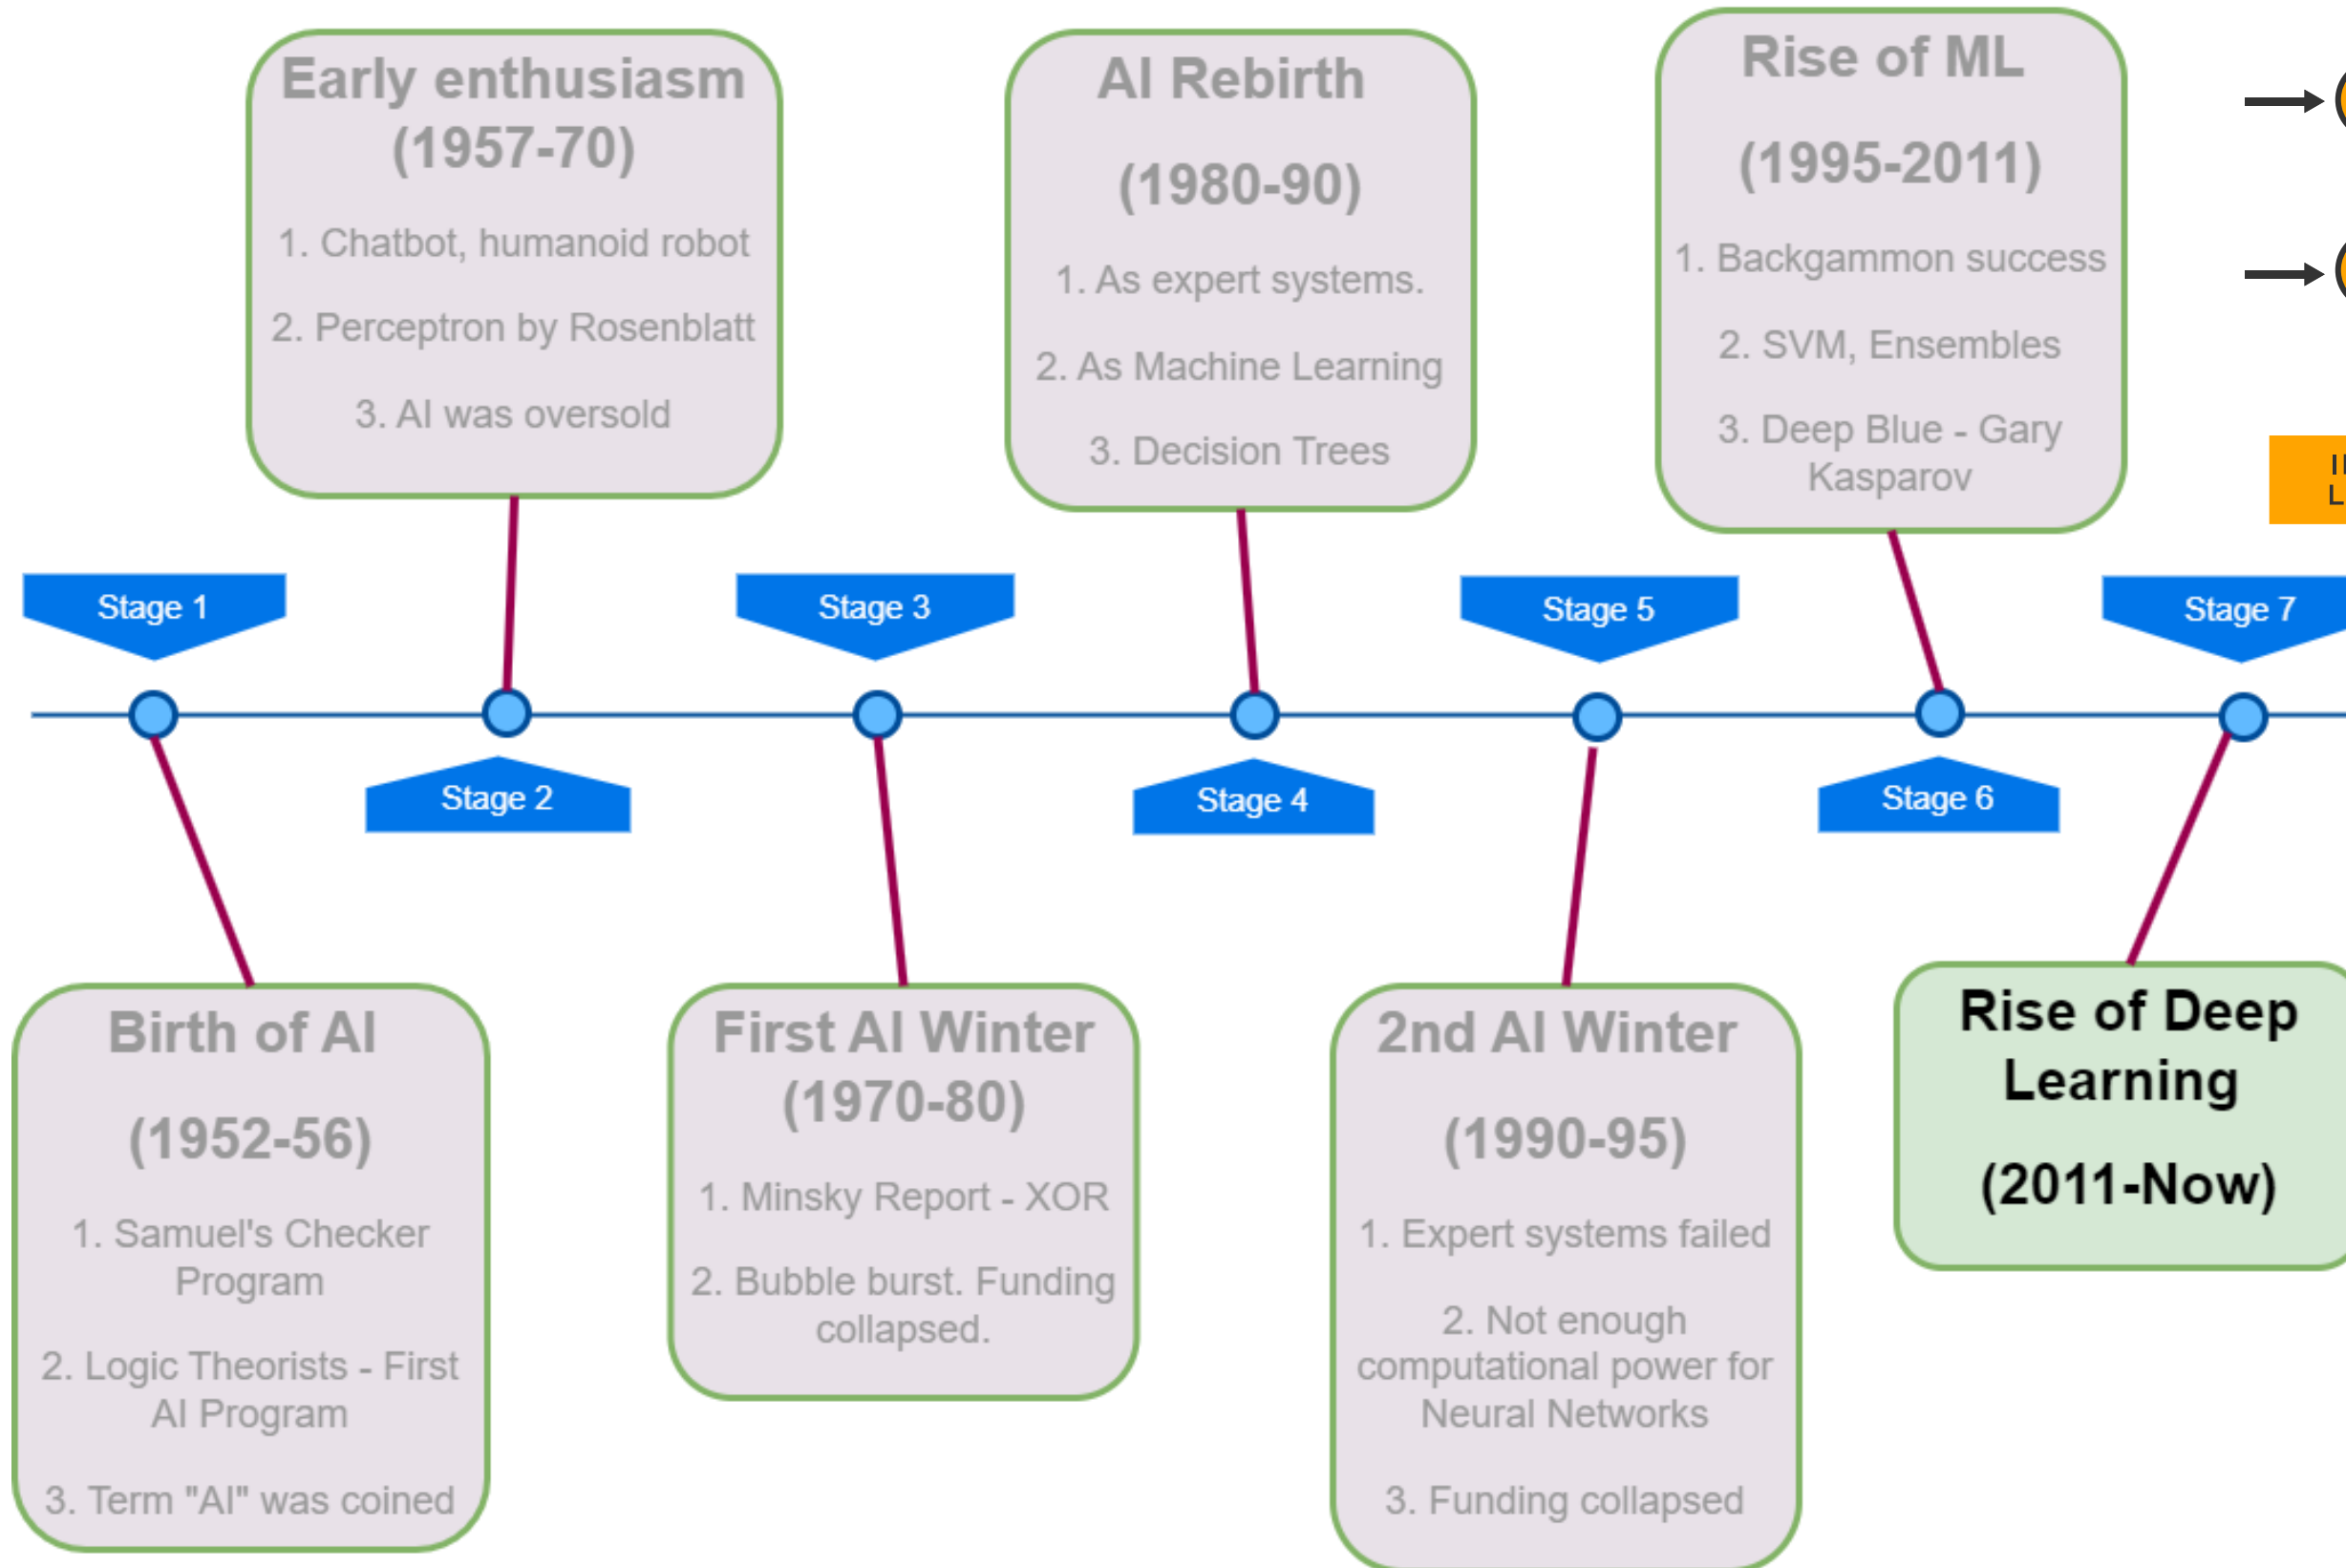 Early enthusiasm
(1957-70)
1. Chatbot, humanoid robot
2. Perceptron by Rosenblatt
3. AI was oversold
AI Rebirth
(1980-90)
1. As expert systems.
2. As Machine Learning
3. Decision Trees
Rise of ML
(1995-2011)
1. Backgammon success
2. SVM, Ensembles
3. Deep Blue - Gary
Kasparov
Stage 1
Stage 3
Stage 5
Stage 7
Stage 2
Stage 4
Stage 6
Birth of AI
(1952-56)
1. Samuel's Checker
Program
2. Logic Theorists - First
AI Program
3. Term "AI" was coined
First AI Winter
(1970-80)
1. Minsky Report - XOR
2. Bubble burst. Funding
collapsed.
2nd AI Winter
(1990-95)
1. Expert systems failed
2. Not enough
computational power for
Neural Networks
3. Funding collapsed
Rise of Deep
Learning
(2011-Now)